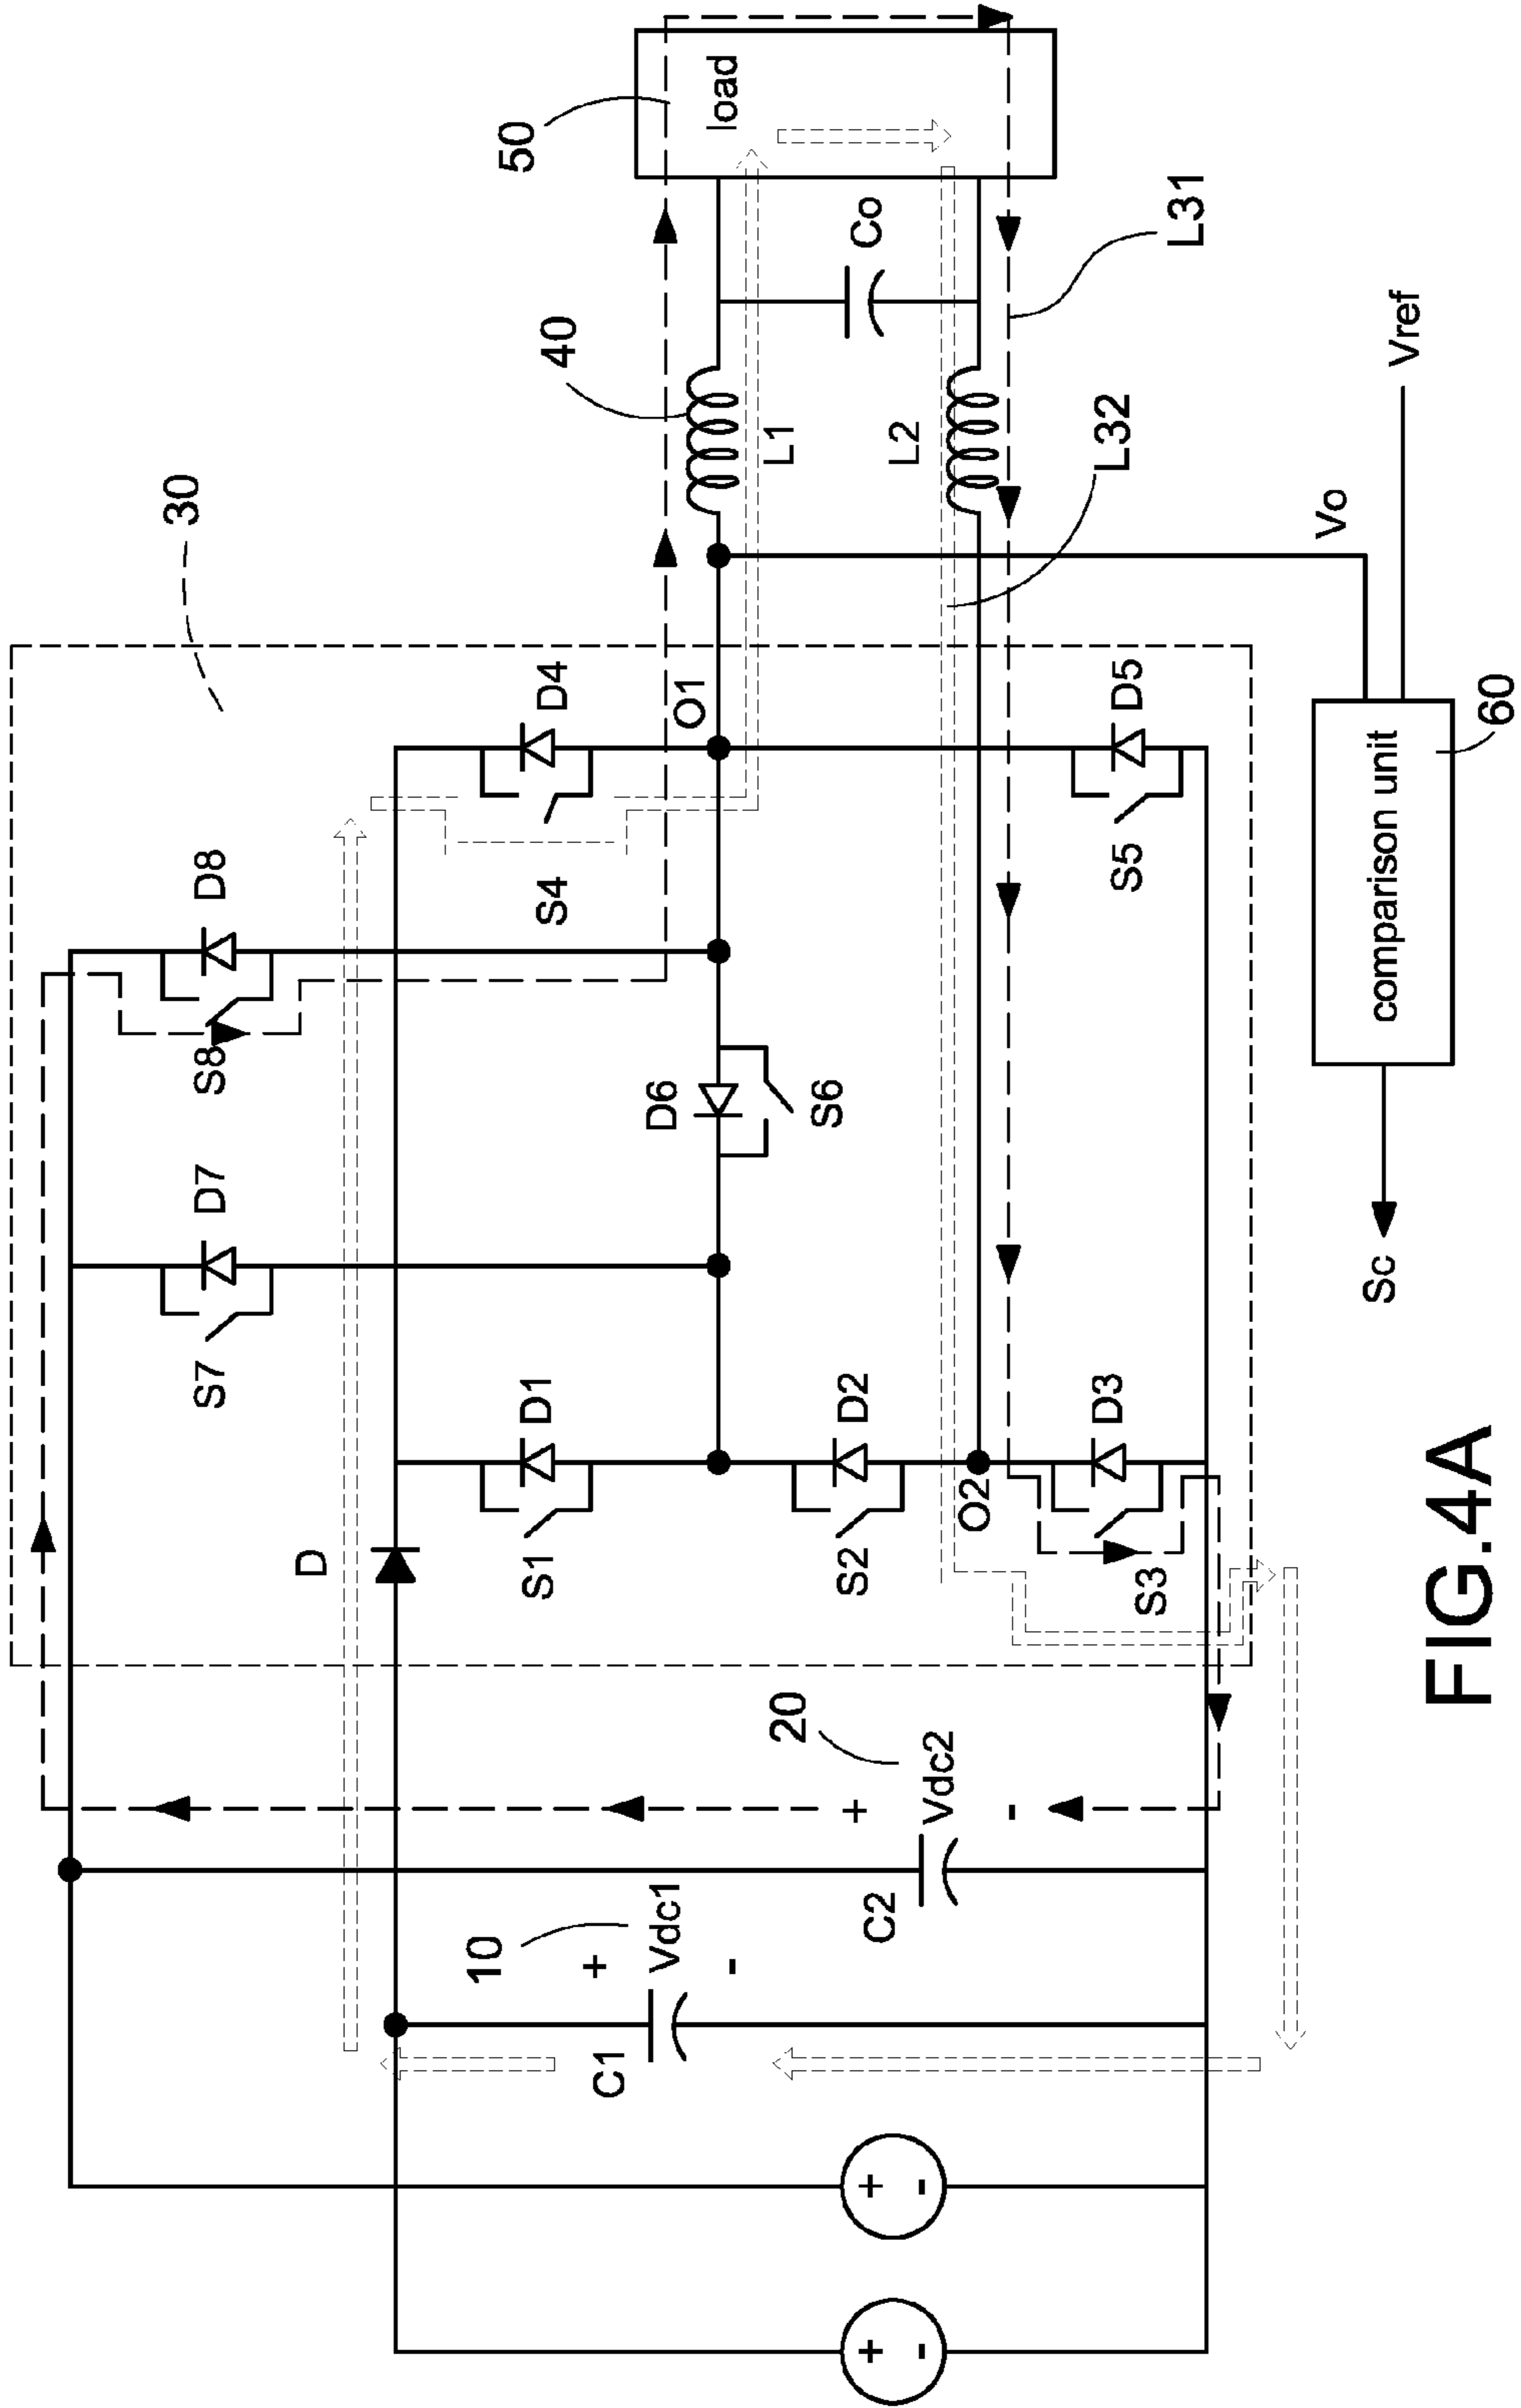 50
load
30
40
Co
L31
L1
L2
L32
Vo
Vref
D8
S8
D4
S4
O1
D7
S7
D6
S6
D5
S5
comparison unit
60
Sc
D
D1
S1
D2
S2
O2
D3
S3
20
+
Vdc2
-
C2
10
+
Vdc1
-
C1
+
-
+
-
FIG.4A